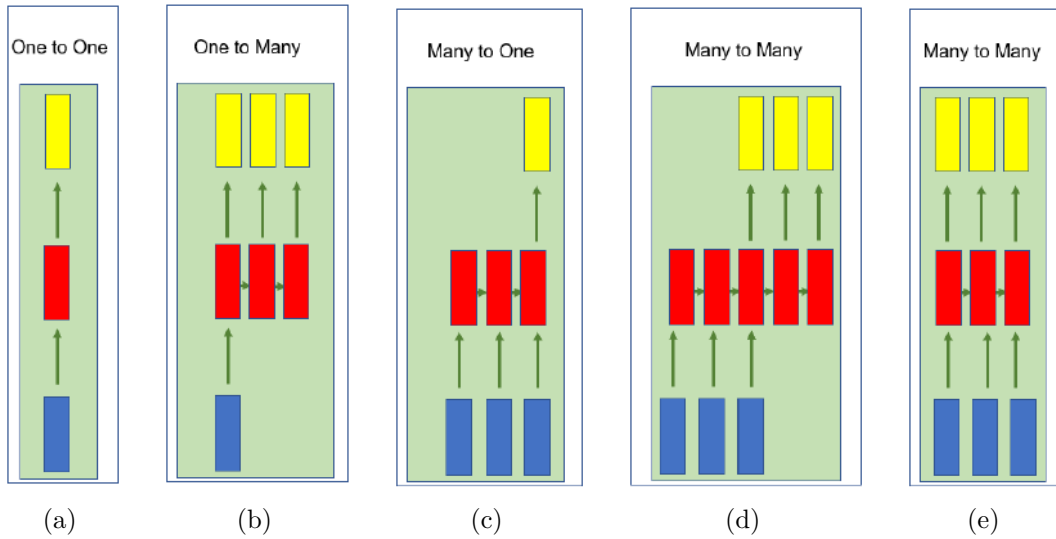 One to One
One to Many
Many to One
Many to Many
Many to Many
(a)
(b)
(c)
(d)
(e)